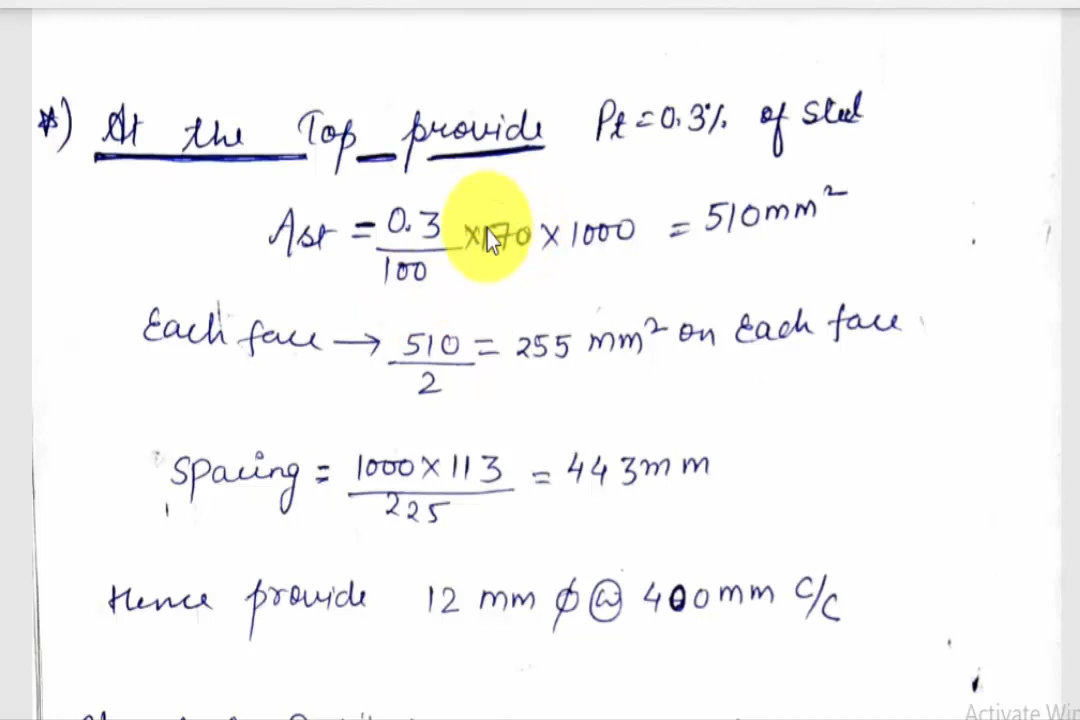 *) At the Top provide Pt = 0.3% of steel
Ast = 0.3/100 × 170 × 1000 = 510 mm²
Each face → 510/2 = 255 mm² on Each face
Spacing = 1000 × 113/225 = 443 mm
Hence provide 12 mm ϕ @ 400 mm c/c
Activate Win